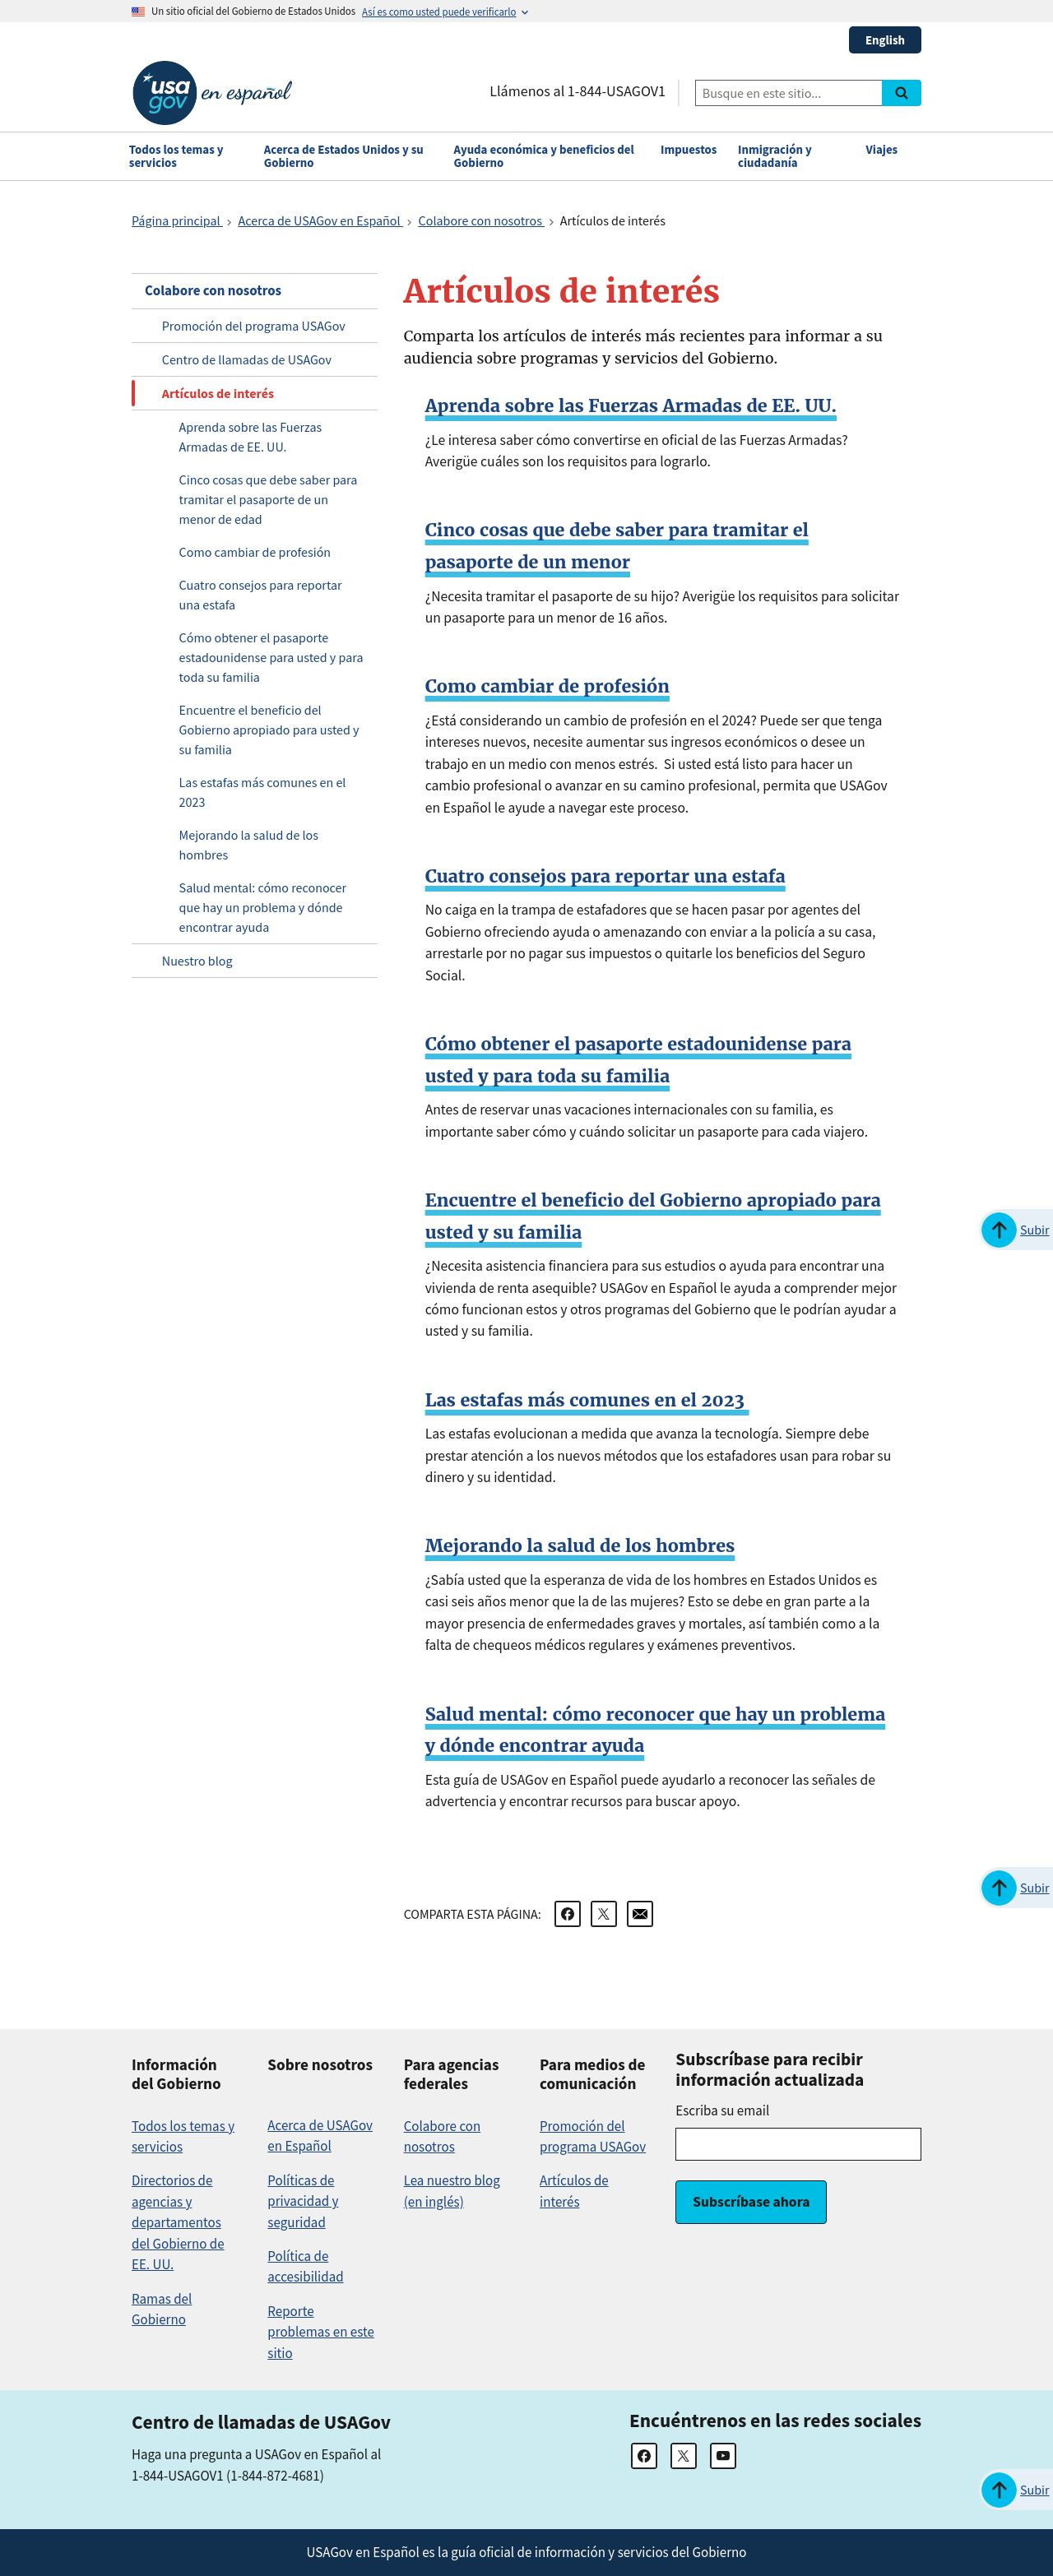 Un sitio oficial del Gobierno de Estados Unidos Así es como usted puede verificarlo
English
usa gov en español
Llámenos al 1-844-USAGOV1
Busque en este sitio...
Todos los temas y servicios
Acerca de Estados Unidos y su Gobierno
Ayuda económica y beneficios del Gobierno
Impuestos
Inmigración y ciudadanía
Viajes
Página principal > Acerca de USAGov en Español > Colabore con nosotros > Artículos de interés
Colabore con nosotros
Promoción del programa USAGov
Centro de llamadas de USAGov
Artículos de interés
Aprenda sobre las Fuerzas
Armadas de EE. UU.
Cinco cosas que debe saber para
tramitar el pasaporte de un
menor de edad
Como cambiar de profesión
Cuatro consejos para reportar
una estafa
Cómo obtener el pasaporte
estadounidense para usted y para
toda su familia
Encuentre el beneficio del
Gobierno apropiado para usted y
su familia
Las estafas más comunes en el
2023
Mejorando la salud de los
hombres
Salud mental: cómo reconocer
que hay un problema y dónde
encontrar ayuda
Nuestro blog
Artículos de interés
Comparta los artículos de interés más recientes para informar a su
audiencia sobre programas y servicios del Gobierno.
Aprenda sobre las Fuerzas Armadas de EE. UU.
¿Le interesa saber cómo convertirse en oficial de las Fuerzas Armadas?
Averigüe cuáles son los requisitos para lograrlo.
Cinco cosas que debe saber para tramitar el
pasaporte de un menor
¿Necesita tramitar el pasaporte de su hijo? Averigüe los requisitos para solicitar
un pasaporte para un menor de 16 años.
Como cambiar de profesión
¿Está considerando un cambio de profesión en el 2024? Puede ser que tenga
intereses nuevos, necesite aumentar sus ingresos económicos o desee un
trabajo en un medio con menos estrés.  Si usted está listo para hacer un
cambio profesional o avanzar en su camino profesional, permita que USAGov
en Español le ayude a navegar este proceso.
Cuatro consejos para reportar una estafa
No caiga en la trampa de estafadores que se hacen pasar por agentes del
Gobierno ofreciendo ayuda o amenazando con enviar a la policía a su casa,
arrestarle por no pagar sus impuestos o quitarle los beneficios del Seguro
Social.
Cómo obtener el pasaporte estadounidense para
usted y para toda su familia
Antes de reservar unas vacaciones internacionales con su familia, es
importante saber cómo y cuándo solicitar un pasaporte para cada viajero.
Encuentre el beneficio del Gobierno apropiado para
usted y su familia
¿Necesita asistencia financiera para sus estudios o ayuda para encontrar una
vivienda de renta asequible? USAGov en Español le ayuda a comprender mejor
cómo funcionan estos y otros programas del Gobierno que le podrían ayudar a
usted y su familia.
Subir
Las estafas más comunes en el 2023
Las estafas evolucionan a medida que avanza la tecnología. Siempre debe
prestar atención a los nuevos métodos que los estafadores usan para robar su
dinero y su identidad.
Mejorando la salud de los hombres
¿Sabía usted que la esperanza de vida de los hombres en Estados Unidos es
casi seis años menor que la de las mujeres? Esto se debe en gran parte a la
mayor presencia de enfermedades graves y mortales, así también como a la
falta de chequeos médicos regulares y exámenes preventivos.
Salud mental: cómo reconocer que hay un problema
y dónde encontrar ayuda
Esta guía de USAGov en Español puede ayudarlo a reconocer las señales de
advertencia y encontrar recursos para buscar apoyo.
Subir
COMPARTA ESTA PÁGINA:
Información
del Gobierno
Todos los temas y
servicios
Directorios de
agencias y
departamentos
del Gobierno de
EE. UU.
Ramas del
Gobierno
Sobre nosotros
Acerca de USAGov
en Español
Políticas de
privacidad y
seguridad
Política de
accesibilidad
Reporte
problemas en este
sitio
Para agencias
federales
Colabore con
nosotros
Lea nuestro blog
(en inglés)
Para medios de
comunicación
Promoción del
programa USAGov
Artículos de
interés
Subscríbase para recibir
información actualizada
Escriba su email
Subscríbase ahora
Centro de llamadas de USAGov
Haga una pregunta a USAGov en Español al
1-844-USAGOV1 (1-844-872-4681)
Encuéntrenos en las redes sociales
Subir
USAGov en Español es la guía oficial de información y servicios del Gobierno